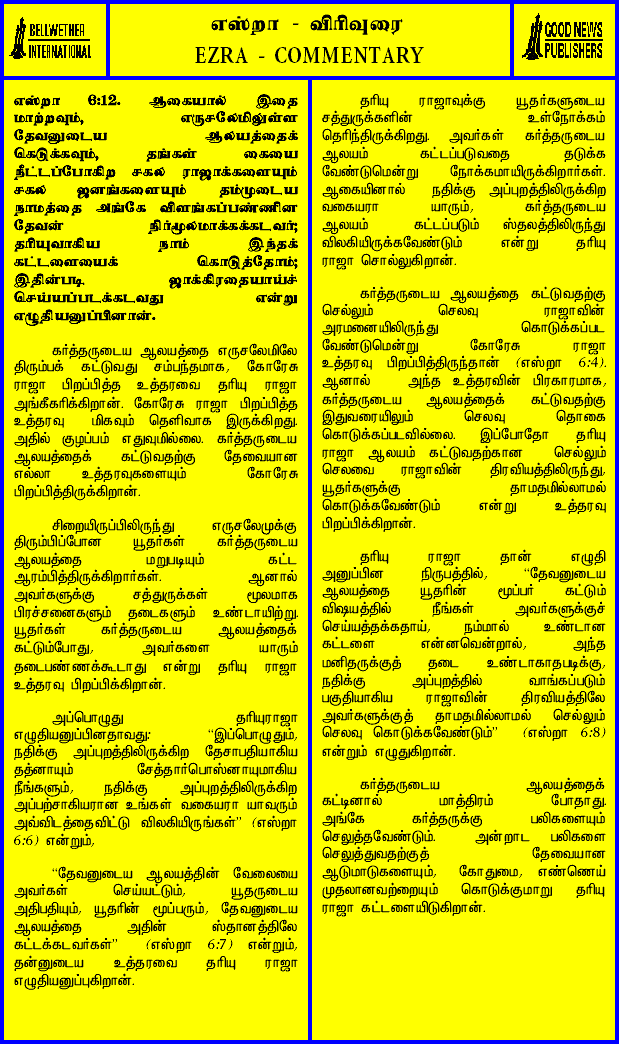 BELLWETHER
INTERNATIONAL
எஸ்றா - விரிவுரை
EZRA - COMMENTARY
GOOD NEWS
PUBLISHERS
எஸ்றா 6:12. ஆகையால் இதை
மாற்றவும், எருசலேமிலுள்ள
தேவனுடைய ஆலயத்தைக்
கெடுக்கவும், தங்கள் கையை
நீட்டப்போகிற சகல ராஜாக்களையும்
சகல ஜனங்களையும் தம்முடைய
நாமத்தை அங்கே விளங்கப்பண்ணின
தேவன் நிர்மூலமாக்கக்கடவர்;
தரியுவாகிய நாம் இந்தக்
கட்டளையைக் கொடுத்தோம்;
இதின்படி ஜாக்கிரதையாய்ச்
செய்யப்படக்கடவது என்று
எழுதியனுப்பினான்.
கர்த்தருடைய ஆலயத்தை எருசலேமிலே
திரும்பக் கட்டுவது சம்பந்தமாக, கோரேசு
ராஜா பிறப்பித்த உத்தரவை தரியு ராஜா
அங்கீகரிக்கிறான். கோரேசு ராஜா பிறப்பித்த
உத்தரவு மிகவும் தெளிவாக இருக்கிறது.
அதில் குழப்பம் எதுவுமில்லை. கர்த்தருடைய
ஆலயத்தைக் கட்டுவதற்கு தேவையான
எல்லா உத்தரவுகளையும் கோரேசு
பிறப்பித்திருக்கிறான்.
சிறையிருப்பிலிருந்து எருசலேமுக்கு
திரும்பிப்போன யூதர்கள் கர்த்தருடைய
ஆலயத்தை மறுபடியும் கட்ட
ஆரம்பித்திருக்கிறார்கள். ஆனால்
அவர்களுக்கு சத்துருக்கள் மூலமாக
பிரச்சனைகளும் தடைகளும் உண்டாயிற்று.
யூதர்கள் கர்த்தருடைய ஆலயத்தைக்
கட்டும்போது, அவர்களை யாரும்
தடைபண்ணக்கூடாது என்று தரியு ராஜா
உத்தரவு பிறப்பிக்கிறான்.
அப்பொழுது தரியுராஜா
எழுதியனுப்பினதாவது: "இப்பொழுதும்,
நதிக்கு அப்புறத்திலிருக்கிற தேசாபதியாகிய
தத்னாயும் சேத்தார்பொஸ்னாயுமாகிய
நீங்களும், நதிக்கு அப்புறத்திலிருக்கிற
அப்பற்சாகியரான உங்கள் வகையரா யாவரும்
அவ்விடத்தைவிட்டு விலகியிருங்கள்" (எஸ்றா
6:6) என்றும்,
"தேவனுடைய ஆலயத்தின் வேலையை
அவர்கள் செய்யட்டும், யூதருடைய
அதிபதியும், யூதரின் மூப்பரும், தேவனுடைய
ஆலயத்தை அதின் ஸ்தானத்திலே
கட்டக்கடவர்கள்" (எஸ்றா 6:7) என்றும்,
தன்னுடைய உத்தரவை தரியு ராஜா
எழுதியனுப்புகிறான்.
தரியு ராஜாவுக்கு யூதர்களுடைய
சத்துருக்களின் உள்நோக்கம்
தெரிந்திருக்கிறது. அவர்கள் கர்த்தருடைய
ஆலயம் கட்டப்படுவதை தடுக்க
வேண்டுமென்று நோக்கமாயிருக்கிறார்கள்.
ஆகையினால் நதிக்கு அப்புறத்திலிருக்கிற
வகையரா யாரும், கர்த்தருடைய
ஆலயம் கட்டப்படும் ஸ்தலத்திலிருந்து
விலகியிருக்கவேண்டும் என்று தரியு
ராஜா சொல்லுகிறான்.
கர்த்தருடைய ஆலயத்தை கட்டுவதற்கு
செல்லும் செலவு ராஜாவின்
அரமனையிலிருந்து கொடுக்கப்பட
வேண்டுமென்று கோரேசு ராஜா
உத்தரவு பிறப்பித்திருந்தான் (எஸ்றா 6:4).
ஆனால் அந்த உத்தரவின் பிரகாரமாக,
கர்த்தருடைய ஆலயத்தைக் கட்டுவதற்கு
இதுவரையிலும் செலவு தொகை
கொடுக்கப்படவில்லை. இப்போதோ தரியு
ராஜா ஆலயம் கட்டுவதற்கான செல்லும்
செலவை ராஜாவின் திரவியத்திலிருந்து,
யூதர்களுக்கு தாமதமில்லாமல்
கொடுக்கவேண்டும் என்று உத்தரவு
பிறப்பிக்கிறான்.
தரியு ராஜா தான் எழுதி
அனுப்பின நிருபத்தில், "தேவனுடைய
ஆலயத்தை யூதரின் மூப்பர் கட்டும்
விஷயத்தில் நீங்கள் அவர்களுக்குச்
செய்யத்தக்கதாய், நம்மால் உண்டான
கட்டளை என்னவென்றால், அந்த
மனிதருக்குத் தடை உண்டாகாதபடிக்கு,
நதிக்கு அப்புறத்தில் வாங்கப்படும்
பகுதியாகிய ராஜாவின் திரவியத்திலே
அவர்களுக்குத் தாமதமில்லாமல் செல்லும்
செலவு கொடுக்கவேண்டும்" (எஸ்றா 6:8)
என்றும் எழுதுகிறான்.
கர்த்தருடைய ஆலயத்தைக்
கட்டினால் மாத்திரம் போதாது.
அங்கே கர்த்தருக்கு பலிகளையும்
செலுத்தவேண்டும். அன்றாட பலிகளை
செலுத்துவதற்குத் தேவையான
ஆடுமாடுகளையும், கோதுமை, எண்ணெய்
முதலானவற்றையும் கொடுக்குமாறு தரியு
ராஜா கட்டளையிடுகிறான்.